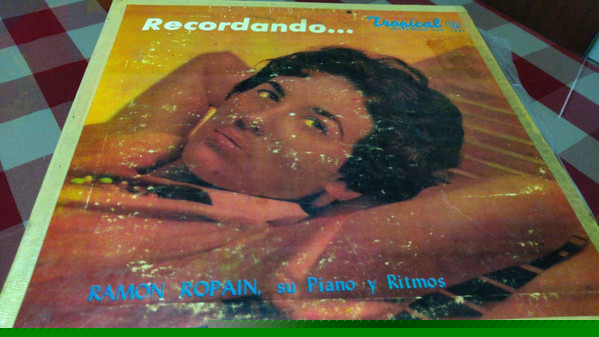 Recordando...
Tropical
RAMON ROPAIN, su Piano y Ritmos